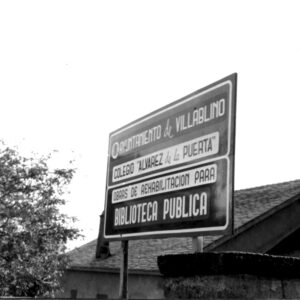 AYUNTAMIENTO de VILLABLINO
COLEGIO "ALVAREZ de la PUERTA"
OBRAS DE REHABILITACION PARA
BIBLIOTECA PUBLICA